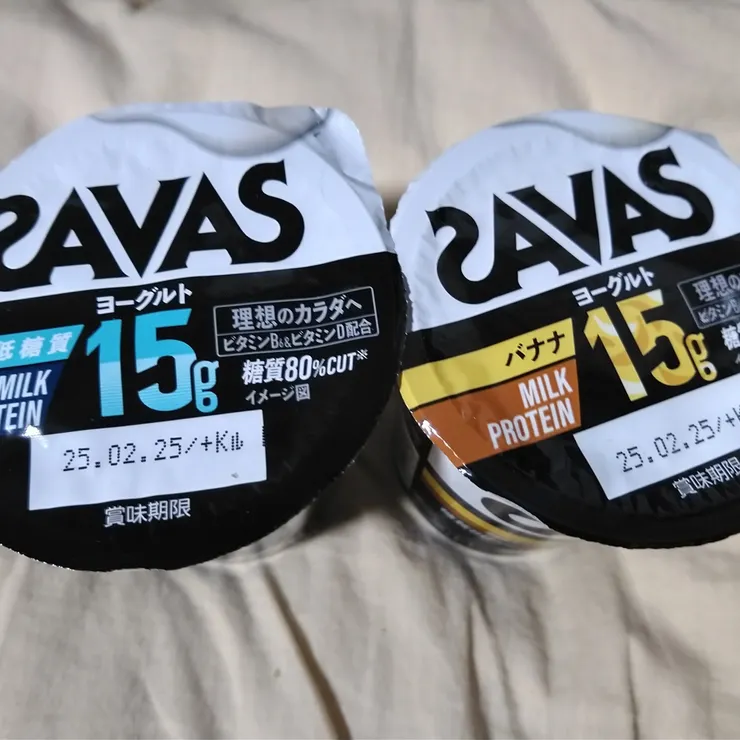 SAVAS
ヨーグルト
低糖質
15g
MILK
理想のカラダへ
ビタミンB6&ビタミンD配合
糖質80%CUT※
イメージ図
25.02.25/+Kル
賞味期限
SAVAS
ヨーグルト
バナナ
15g
MILK
PROTEIN
理想の
25.02.25/+K
賞味期限